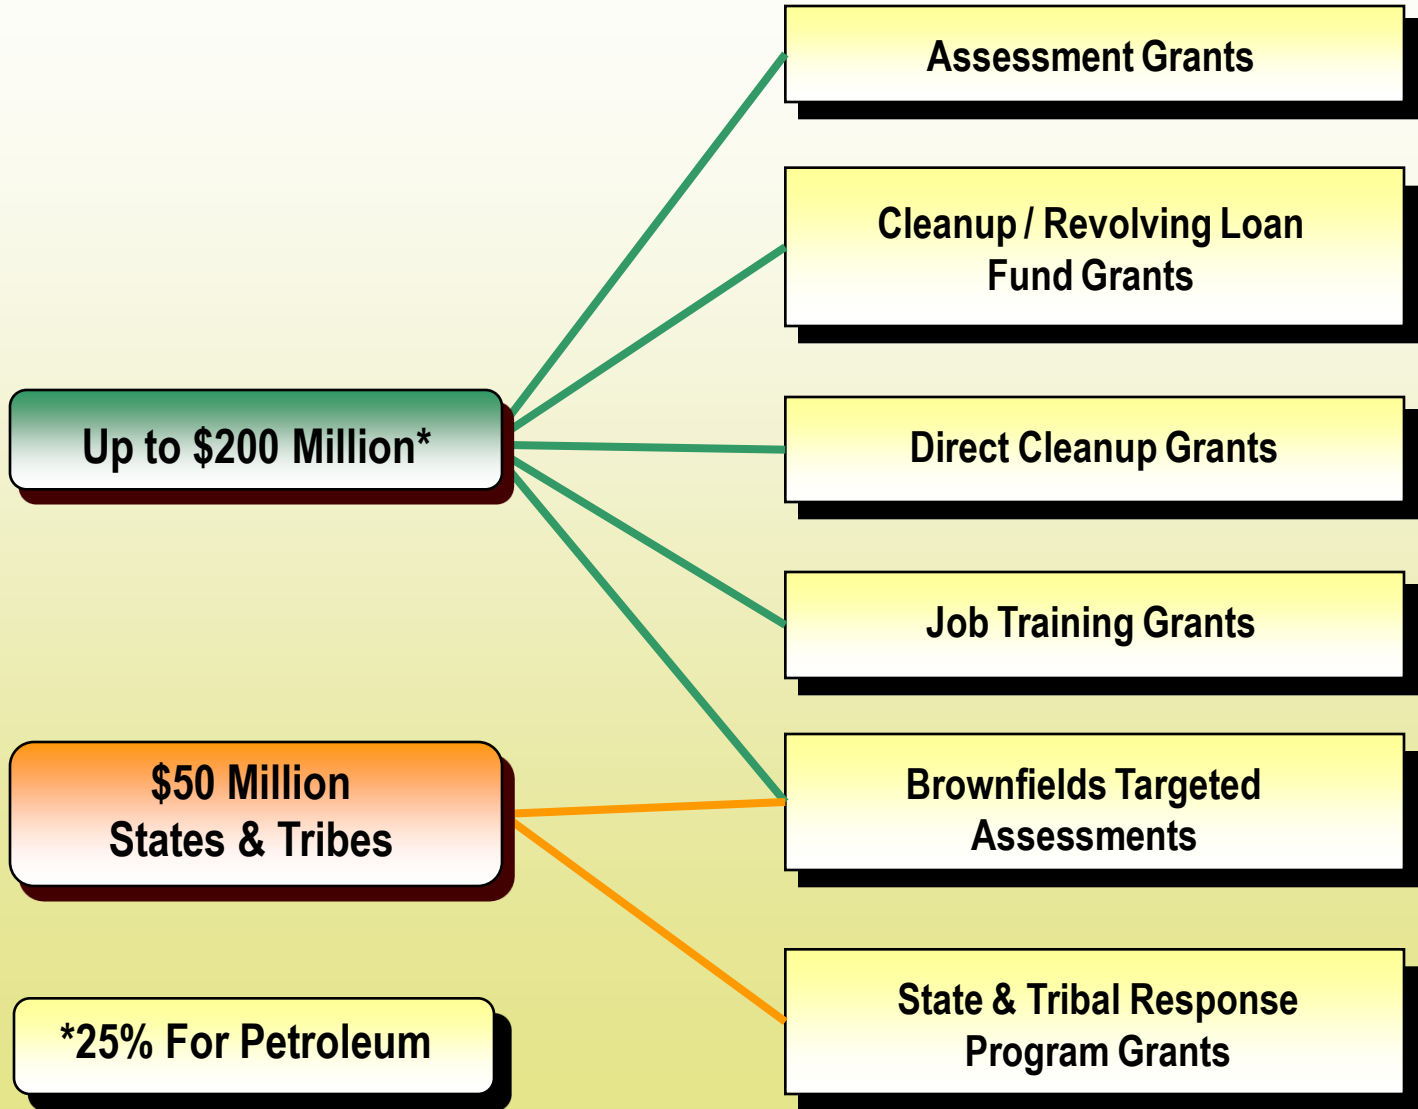 Assessment Grants
Cleanup / Revolving Loan
Fund Grants
Up to $200 Million*
Direct Cleanup Grants
Job Training Grants
$50 Million
States & Tribes
Brownfields Targeted
Assessments
*25% For Petroleum
State & Tribal Response
Program Grants